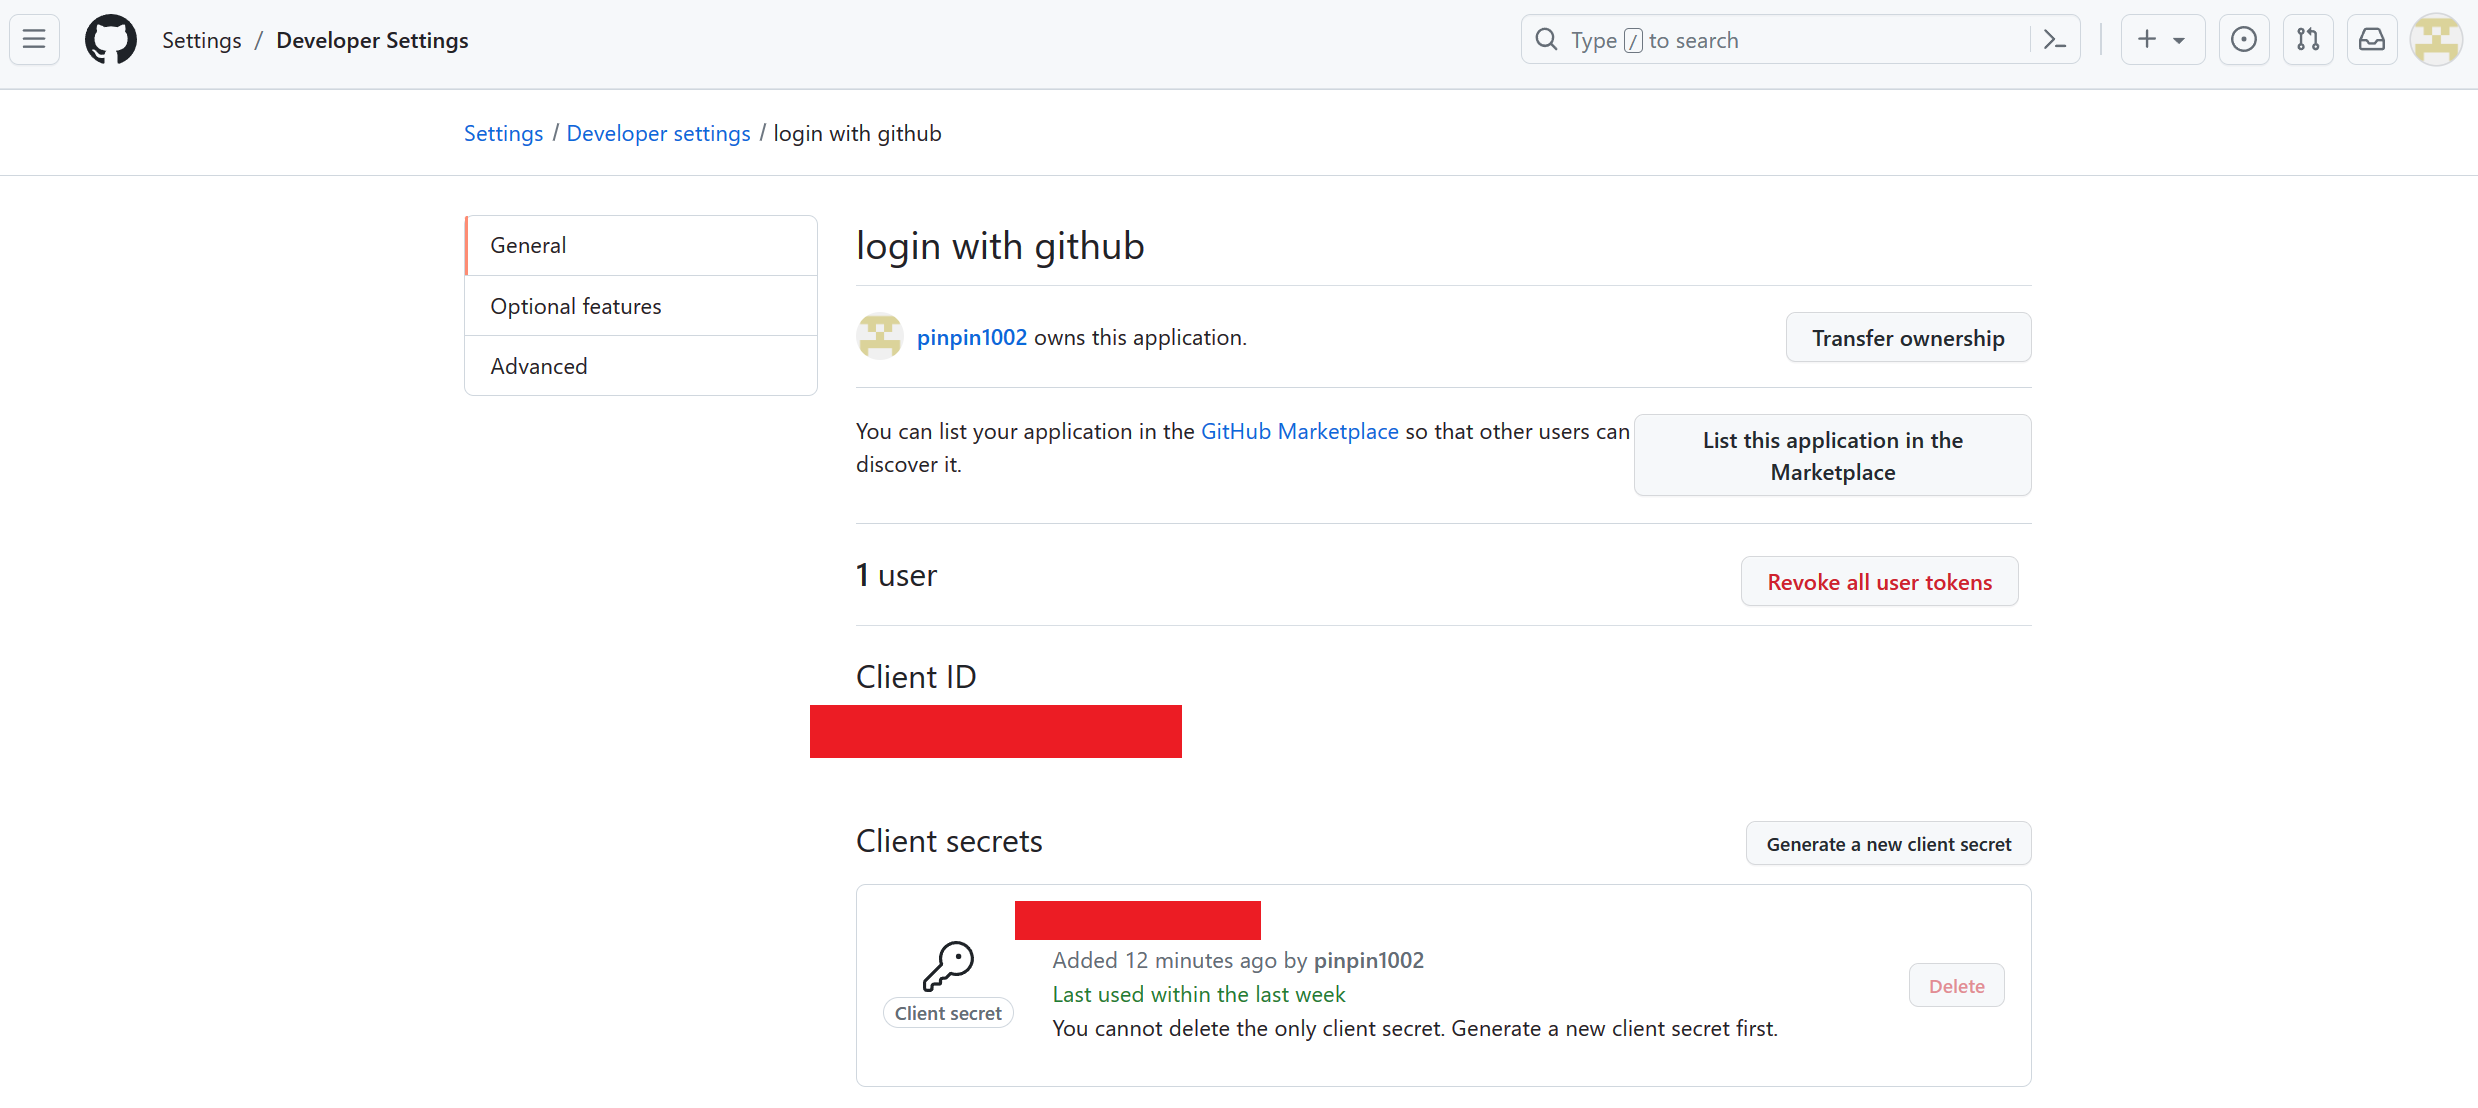 Settings / Developer Settings
Type / to search
Settings / Developer settings / login with github
General
Optional features
Advanced
login with github
pinpin1002 owns this application.
Transfer ownership
You can list your application in the GitHub Marketplace so that other users can
discover it.
List this application in the
Marketplace
1 user
Revoke all user tokens
Client ID
Client secrets
Generate a new client secret
Client secret
Added 12 minutes ago by pinpin1002
Last used within the last week
You cannot delete the only client secret. Generate a new client secret first.
Delete